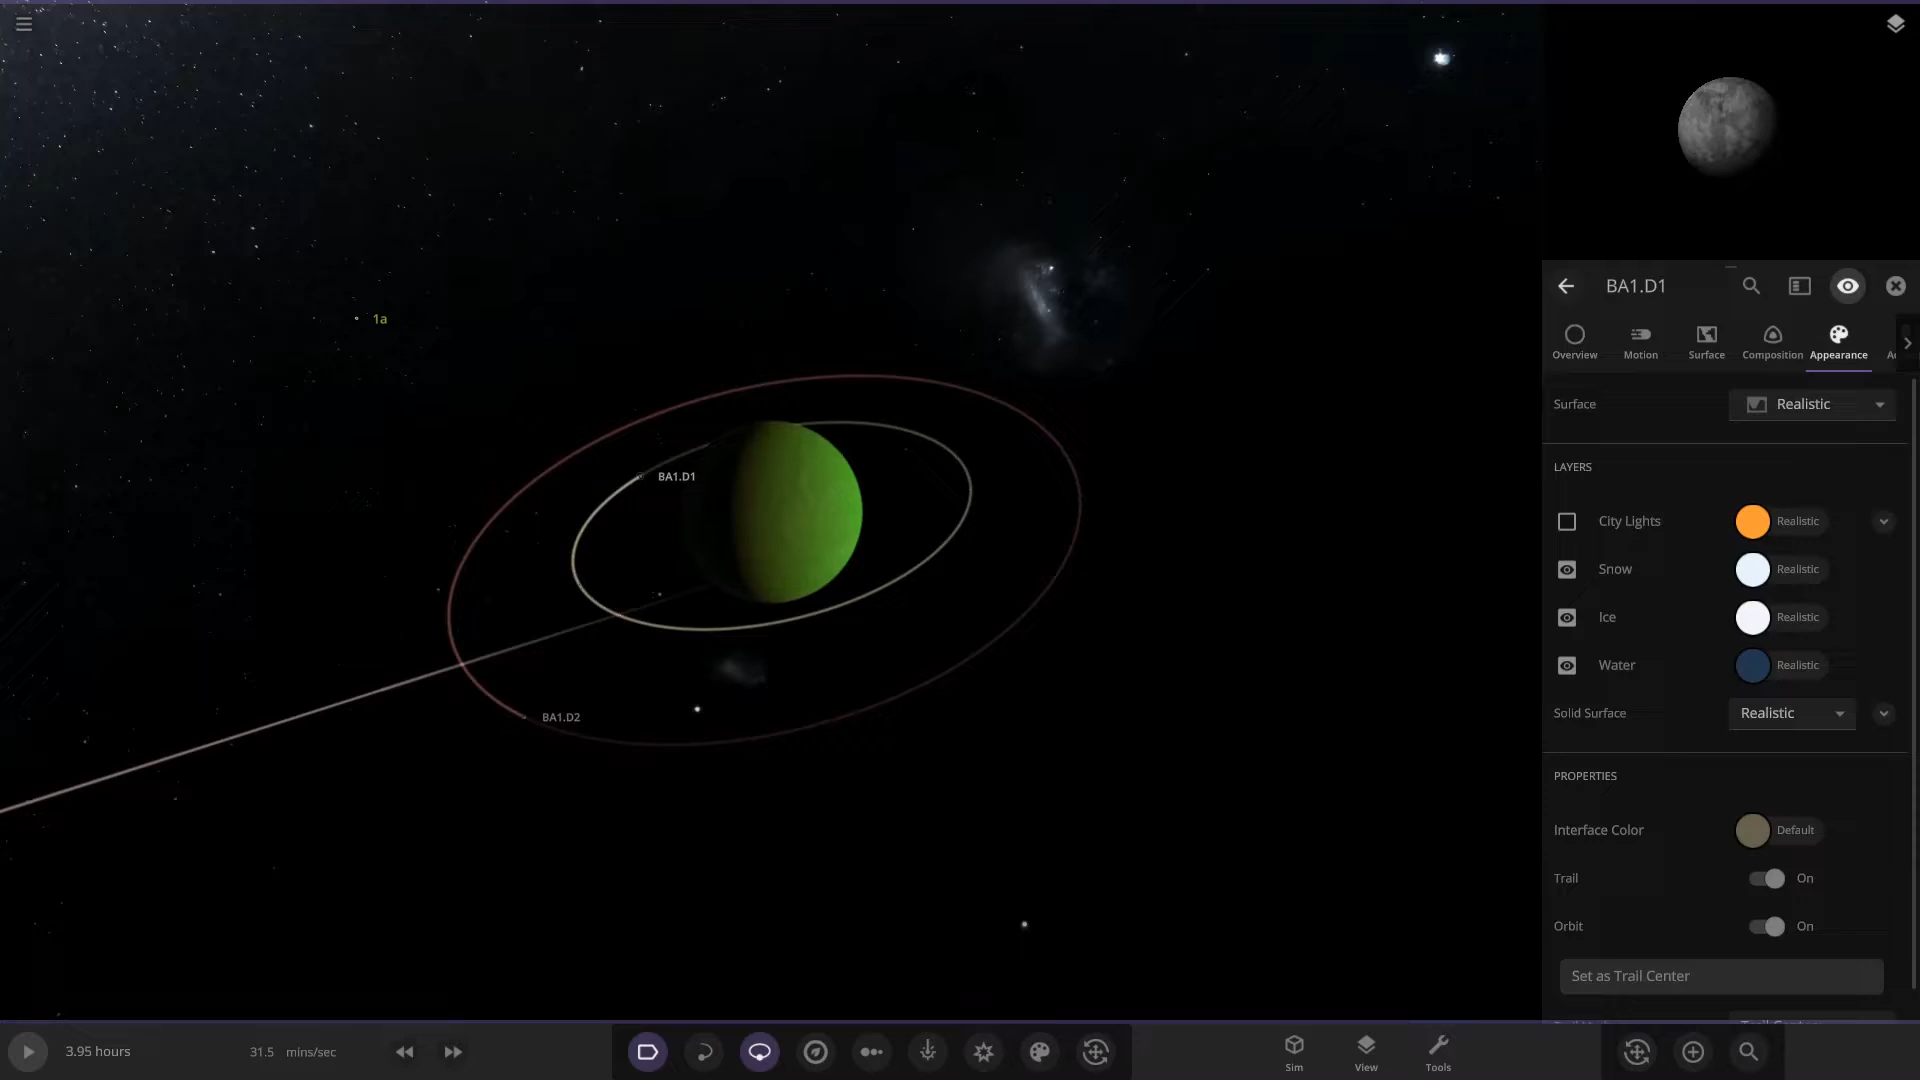 1a
BA1.D1
BA1.D2
BA1.D1
Overview
Motion
Surface
Composition
Appearance
Surface
Realistic
LAYERS
City Lights
Realistic
Snow
Realistic
Ice
Realistic
Water
Realistic
Solid Surface
Realistic
PROPERTIES
Interface Color
Default
Trail
On
Orbit
On
Set as Trail Center
3.95 hours
31.5 mins/sec
Sim
View
Tools